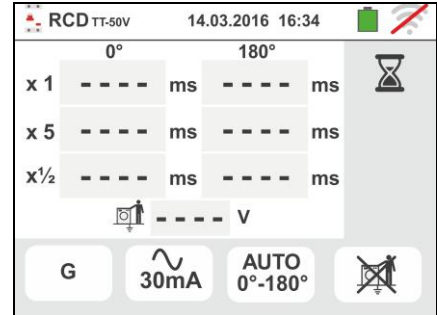 RCD TT-50V 14.03.2016 16:34
0° 180°
x 1 - - - - ms - - - - ms
x 5 - - - - ms - - - - ms
x½ - - - - ms - - - - ms
- - - - V
G 30mA AUTO 0°-180°